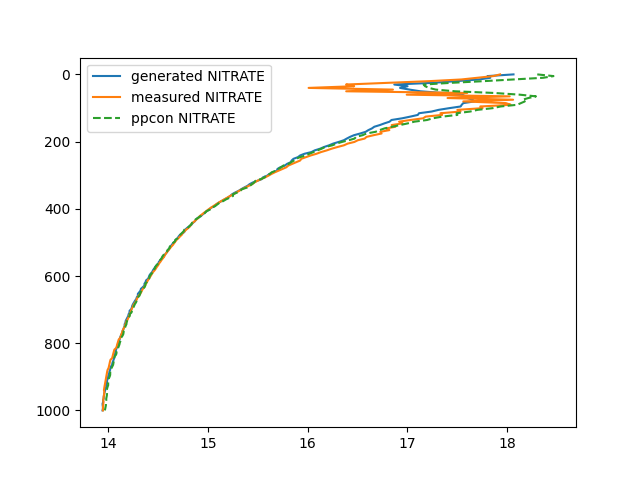 generated NITRATE
measured NITRATE
ppcon NITRATE
0
200
400
600
800
1000
14 15 16 17 18